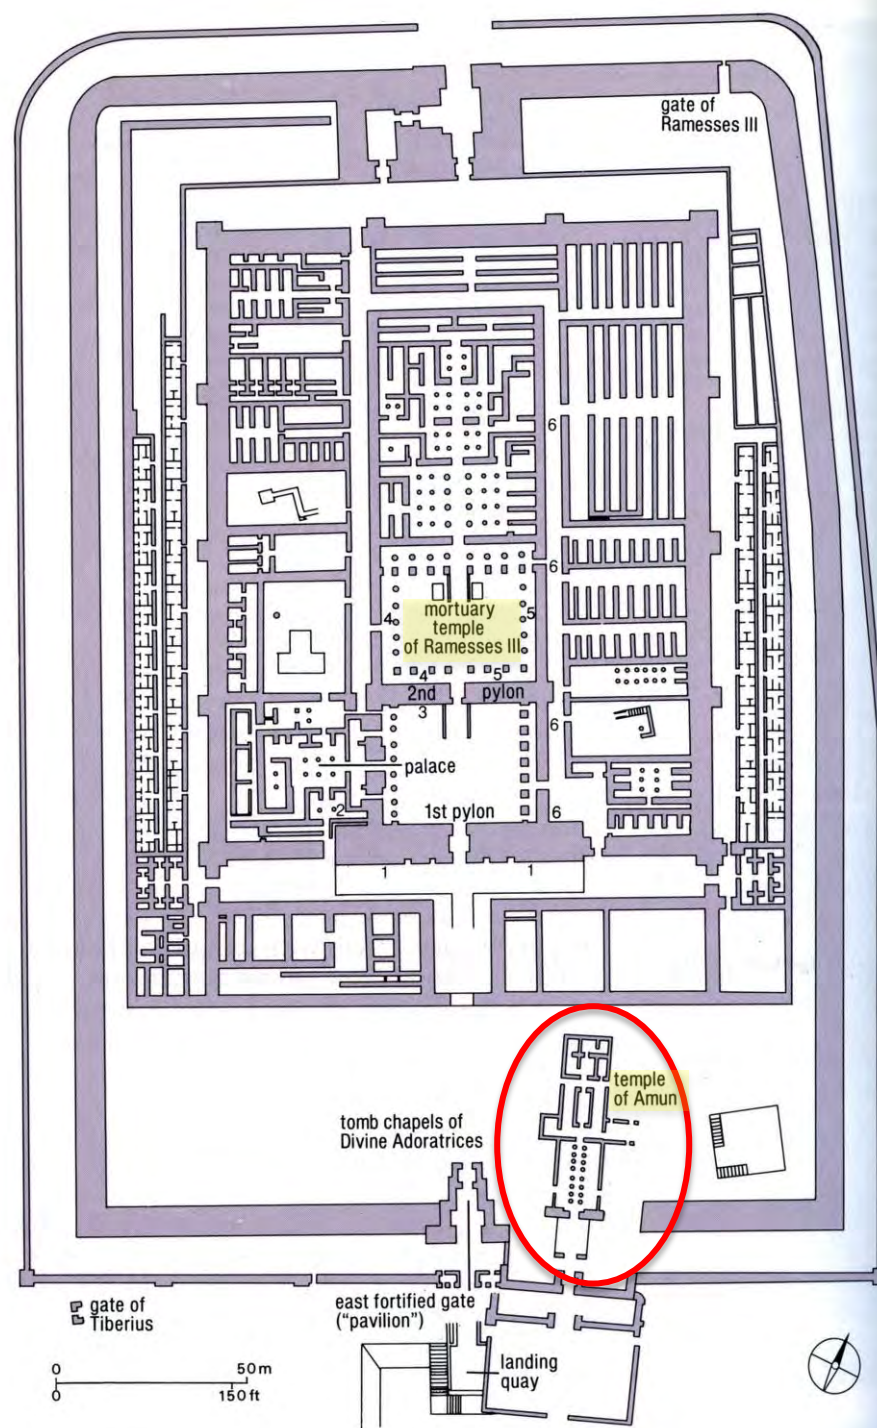 gate of
Ramesses III
6
6
4
5
mortuary
temple
of Ramesses III
4
5
2nd
pylon
3
6
palace
2
1st pylon
6
1
1
temple
of Amun
tomb chapels of
Divine Adoratrices
gate of
Tiberius
east fortified gate
("pavilion")
landing
quay
0
50m
0
150ft